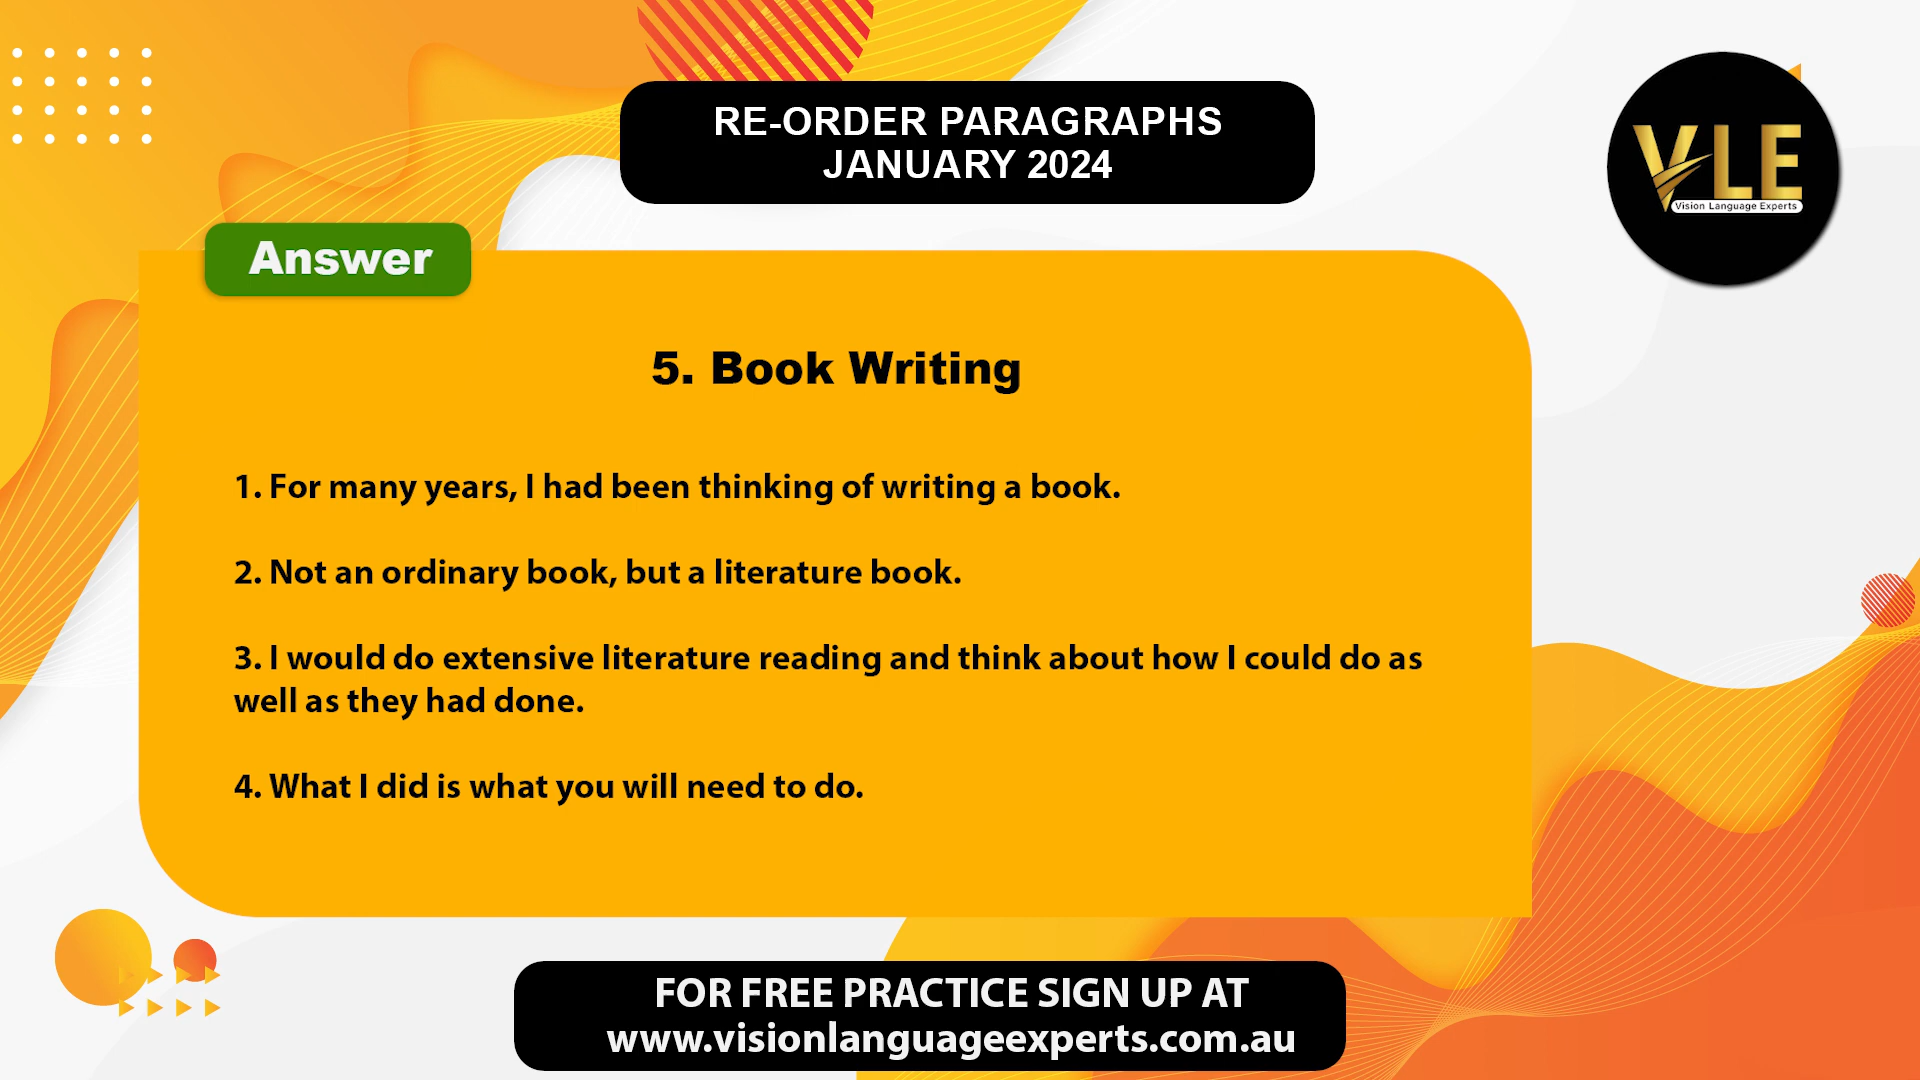 RE-ORDER PARAGRAPHS
JANUARY 2024
VLE
Vision Language Experts
Answer
5. Book Writing
1. For many years, I had been thinking of writing a book.
2. Not an ordinary book, but a literature book.
3. I would do extensive literature reading and think about how I could do as
well as they had done.
4. What I did is what you will need to do.
FOR FREE PRACTICE SIGN UP AT
www.visionlanguageexperts.com.au